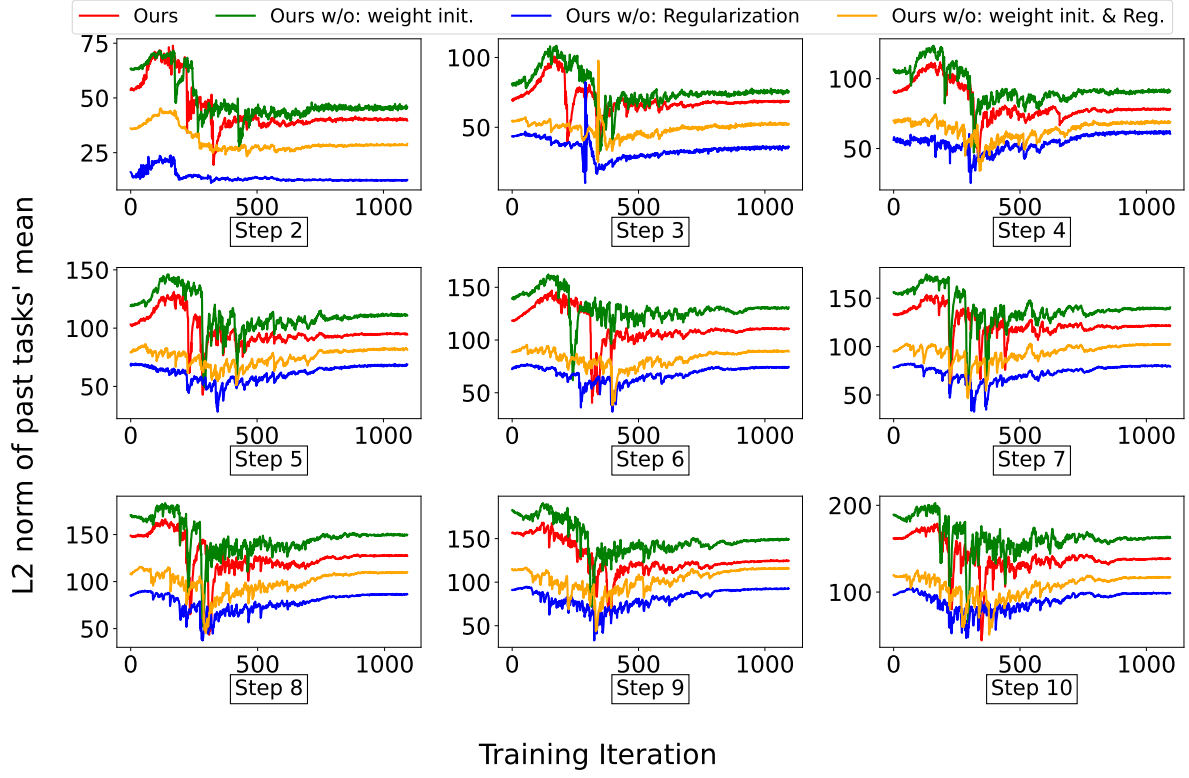 Ours Ours w/o: weight init. Ours w/o: Regularization Ours w/o: weight init. & Reg.
L2 norm of past tasks' mean
75
50
25
0 500 1000
Step 2
100
50
0 500 1000
Step 3
100
50
0 500 1000
Step 4
150
100
50
0 500 1000
Step 5
150
100
50
0 500 1000
Step 6
150
100
50
0 500 1000
Step 7
150
100
50
0 500 1000
Step 8
150
100
50
0 500 1000
Step 9
200
100
0 500 1000
Step 10
Training Iteration